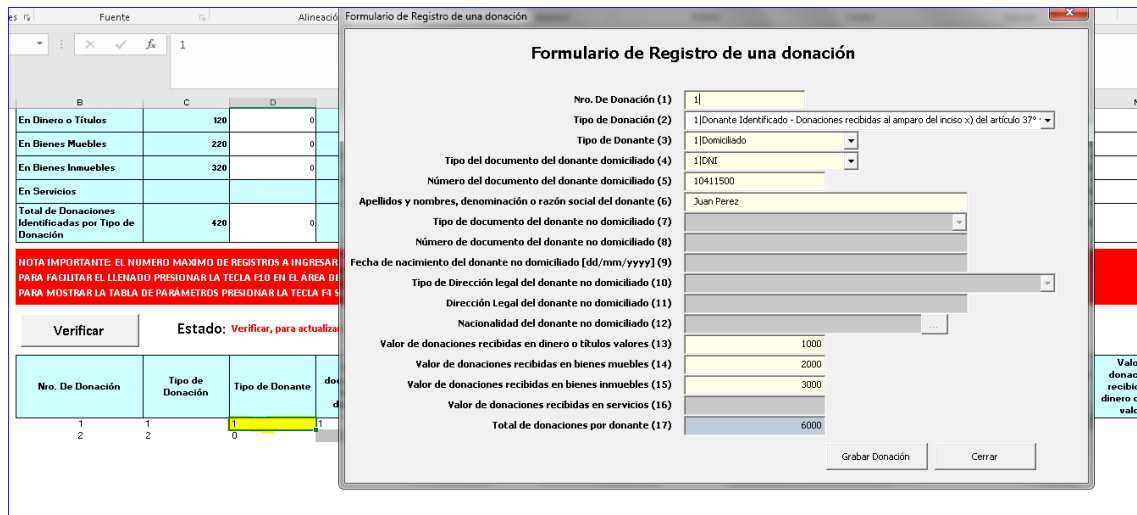 Fuente
Alineació
1
B C D
En Dinero o Títulos 120 0
En Bienes Muebles 220 0
En Bienes Inmuebles 320 0
En Servicios
Total de Donaciones
Identificadas por Tipo de 420 0
Donación
NOTA IMPORTANTE: EL NUMERO MAXIMO DE REGISTROS A INGRESAR
PARA FACILITAR EL LLENADO PRESIONAR LA TECLA F10 EN EL ÁREA DE
PARA MOSTRAR LA TABLA DE PARÁMETROS PRESIONAR LA TECLA F4 S
Verificar
Estado: Verificar, para actualiza
Nro. De Donación
Tipo de
Donación
Tipo de Donante
1 1 1 1
2 2 0
Formulario de Registro de una donación
Formulario de Registro de una donación
Nro. De Donación (1) 1
Tipo de Donación (2) 1|Donante Identificado - Donaciones recibidas al amparo del inciso x) del artículo 37°
Tipo de Donante (3) 1|Domiciliado
Tipo del documento del donante domiciliado (4) 1|DNI
Número del documento del donante domiciliado (5) 10411500
Apellidos y nombres, denominación o razón social del donante (6) Juan Perez
Tipo de documento del donante no domiciliado (7)
Número de documento del donante no domiciliado (8)
Fecha de nacimiento del donante no domiciliado [dd/mm/yyyy] (9)
Tipo de Dirección legal del donante no domiciliado (10)
Dirección Legal del donante no domiciliado (11)
Nacionalidad del donante no domiciliado (12) ...
Valor de donaciones recibidas en dinero o títulos valores (13) 1000
Valor de donaciones recibidas en bienes muebles (14) 2000
Valor de donaciones recibidas en bienes inmuebles (15) 3000
Valor de donaciones recibidas en servicios (16)
Total de donaciones por donante (17) 6000
Grabar Donación Cerrar